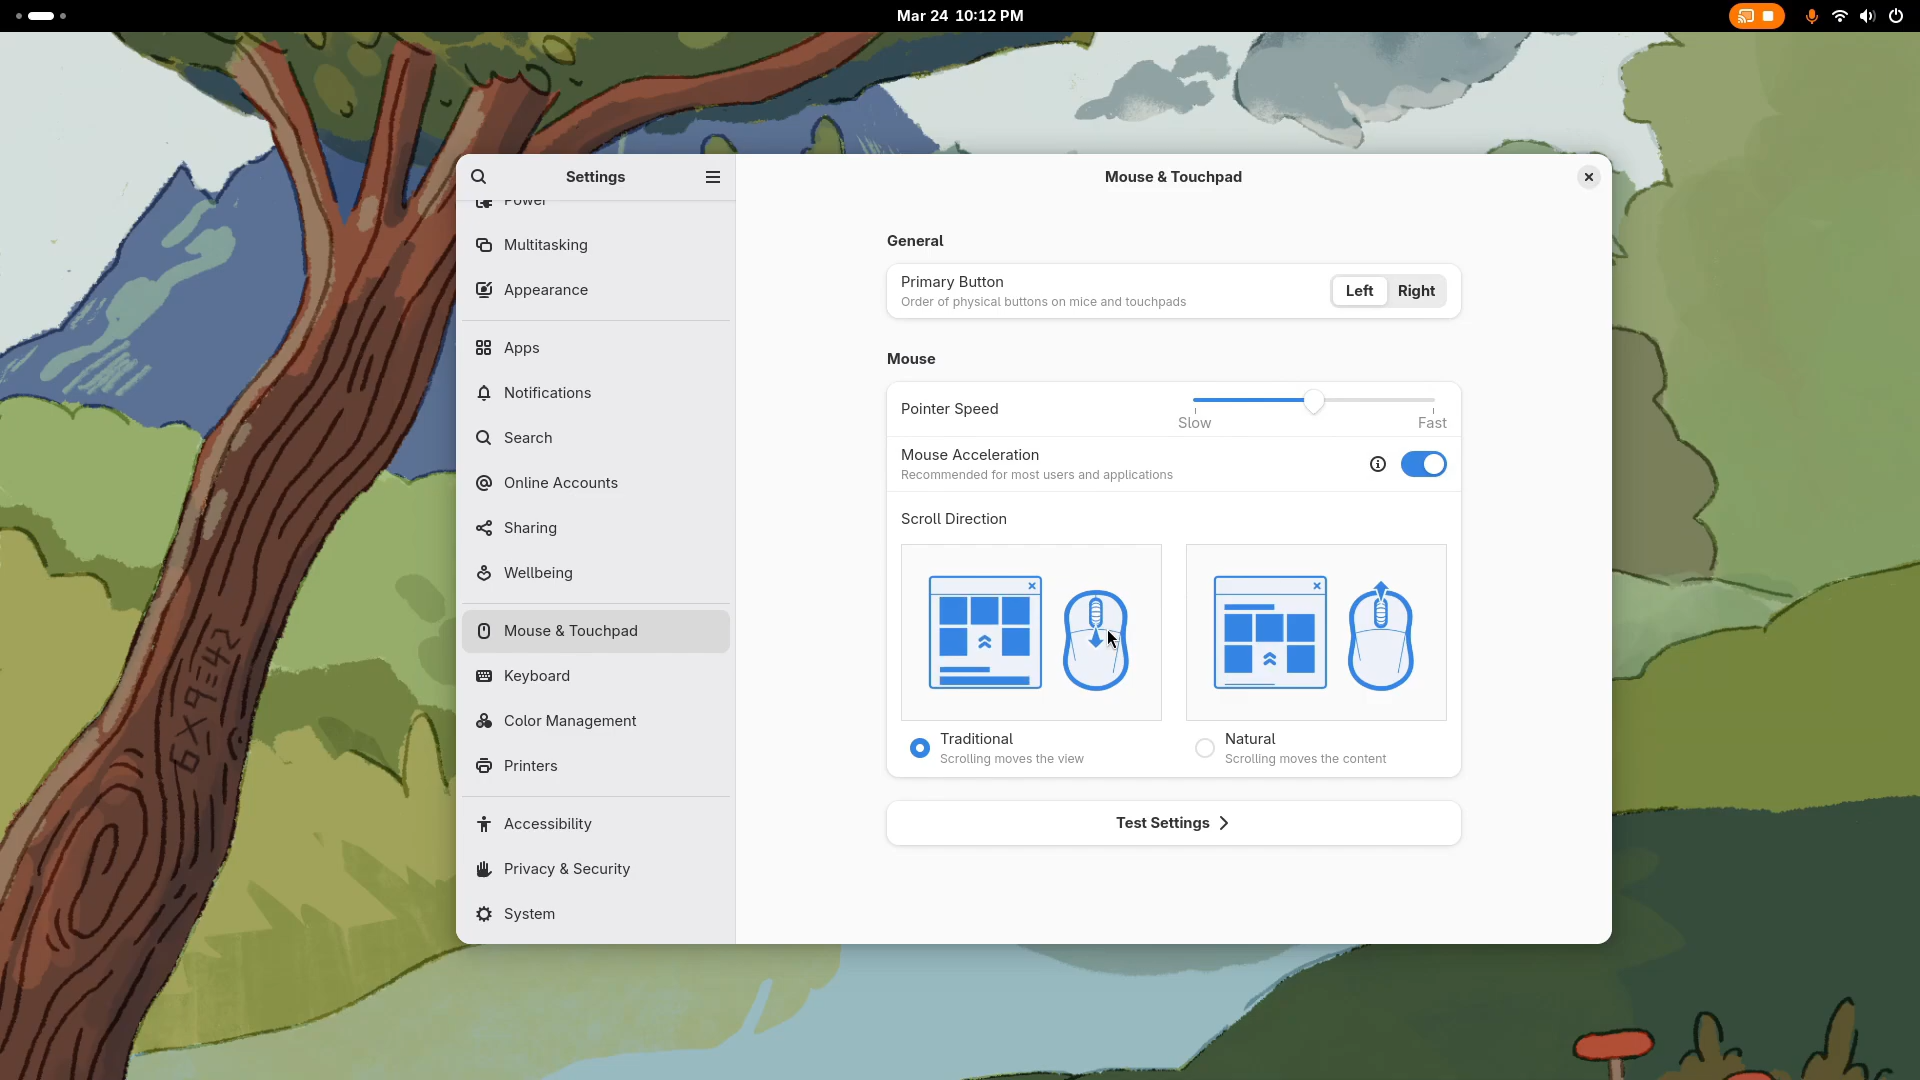 Mar 24 10:12 PM
Settings
Mouse & Touchpad
Power
Multitasking
Appearance
Apps
Notifications
Search
Online Accounts
Sharing
Wellbeing
Mouse & Touchpad
Keyboard
Color Management
Printers
Accessibility
Privacy & Security
System
General
Primary Button
Order of physical buttons on mice and touchpads
Left Right
Mouse
Pointer Speed
Slow Fast
Mouse Acceleration
Recommended for most users and applications
Scroll Direction
Traditional
Scrolling moves the view
Natural
Scrolling moves the content
Test Settings